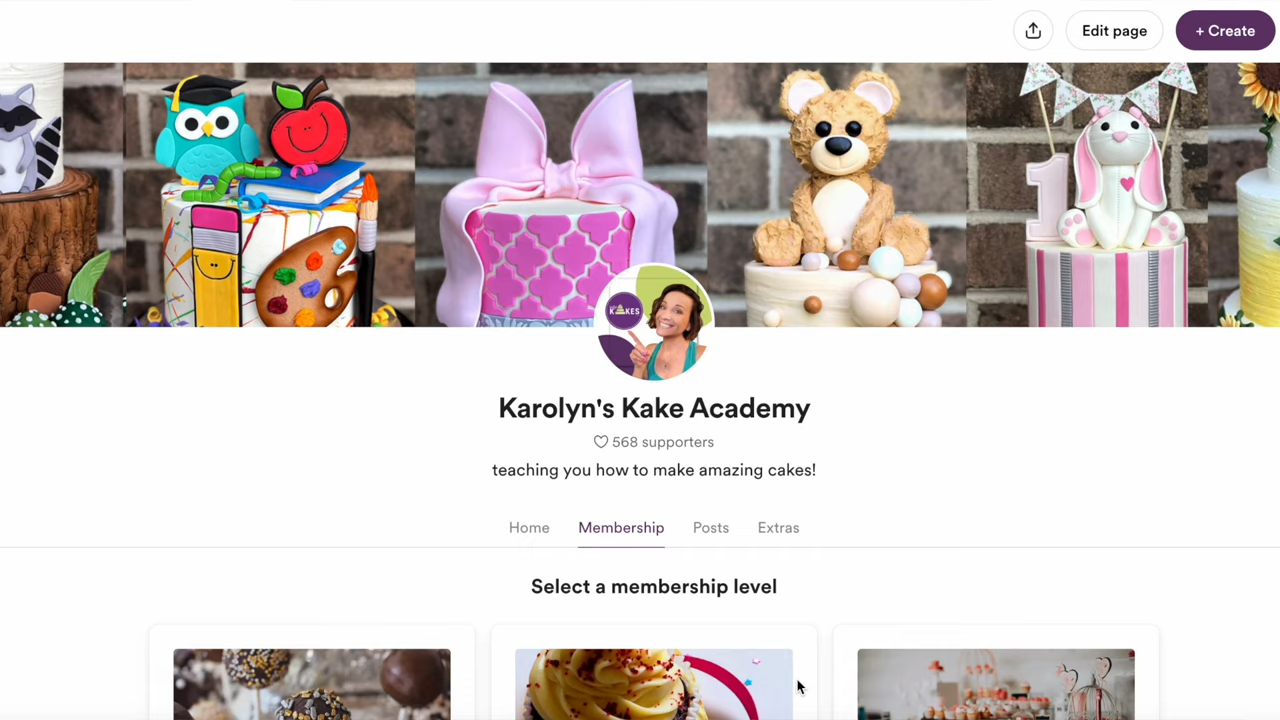 Edit page
+ Create
1
KAKES
Karolyn's Kake Academy
568 supporters
teaching you how to make amazing cakes!
Home Membership Posts Extras
Select a membership level